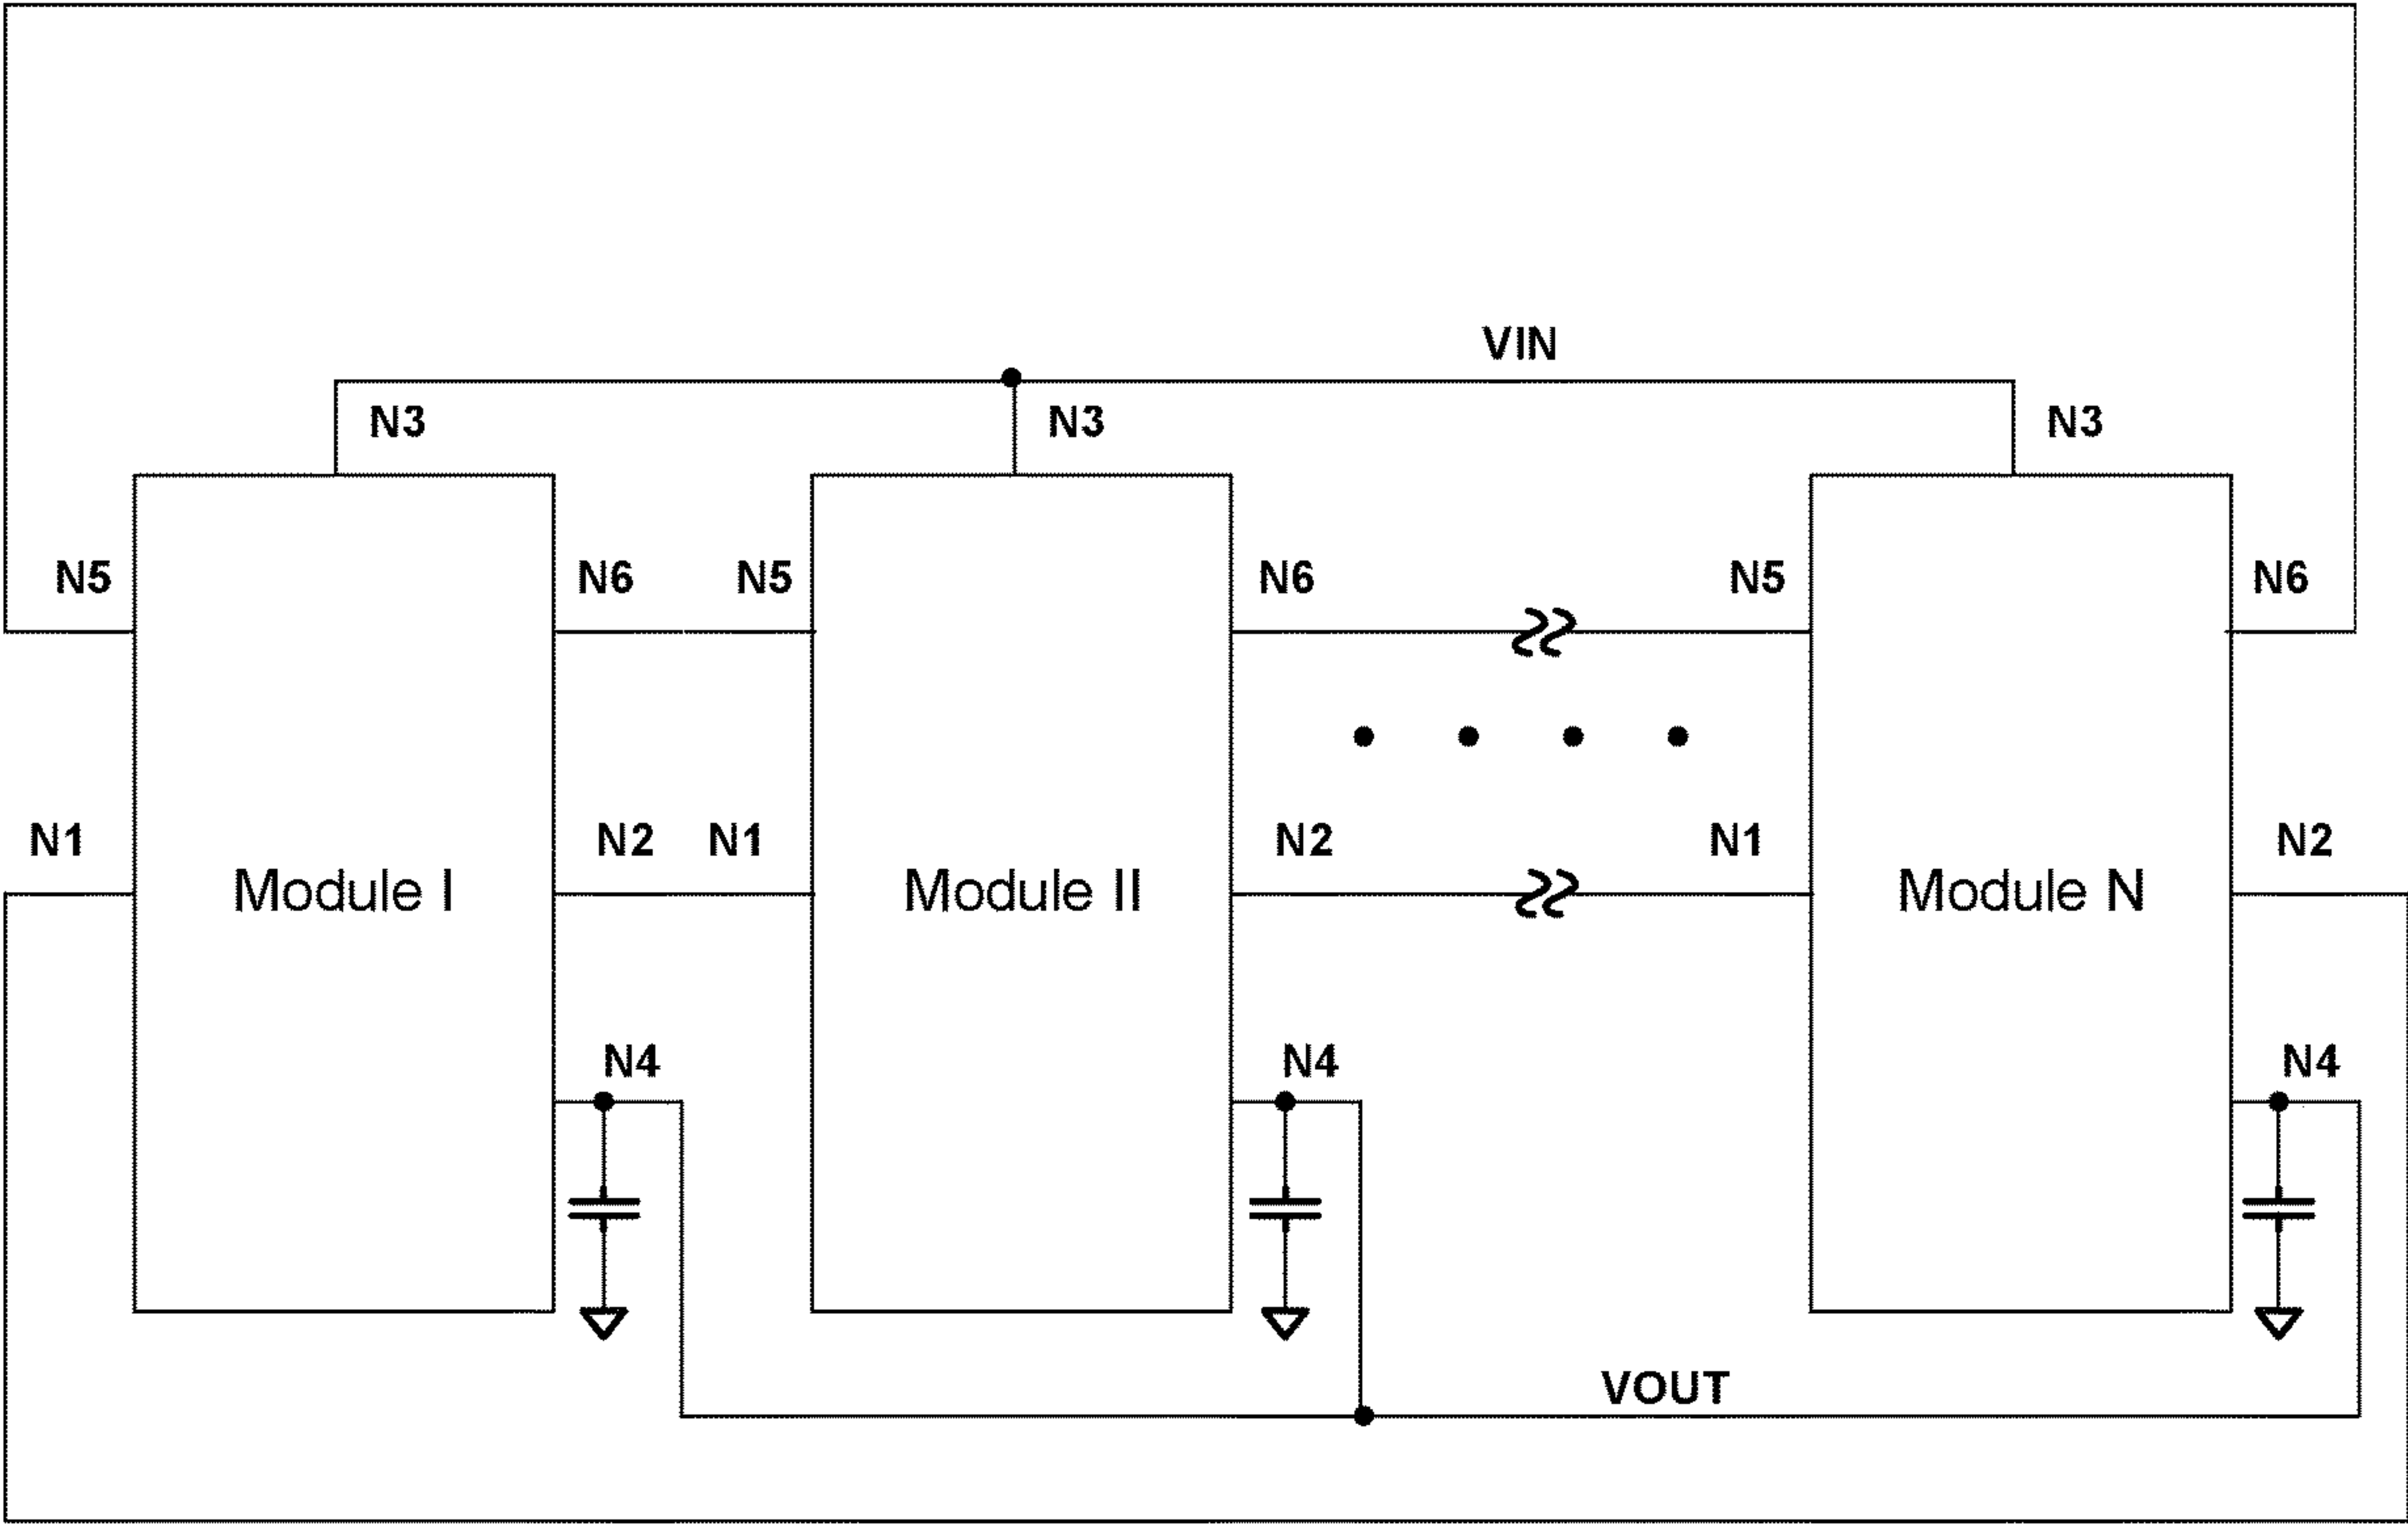 VIN
N3 N3 N3
N5 N6 N5 N6 N5 N6
N1 N2 N1 N2 N1 N2
Module I Module II Module N
N4 N4 N4
VOUT